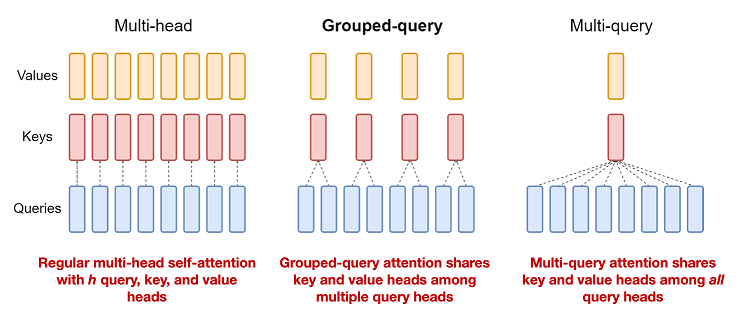 Multi-head
Grouped-query
Multi-query
Values
Keys
Queries
Regular multi-head self-attention
with h query, key, and value
heads
Grouped-query attention shares
key and value heads among
multiple query heads
Multi-query attention shares
key and value heads among all
query heads